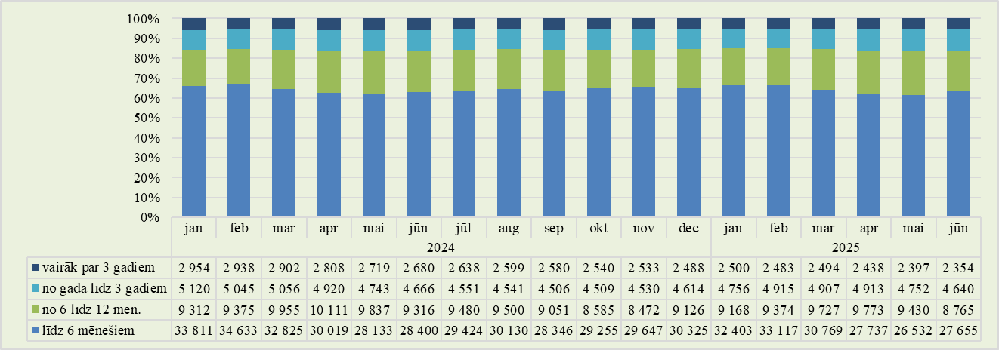 100%
90%
80%
70%
60%
50%
40%
30%
20%
10%
0%
jan feb mar apr mai jūn jūl aug sep okt nov dec jan feb mar apr mai jūn
2024 2025
vairāk par 3 gadiem 2 954 2 938 2 902 2 808 2 719 2 680 2 638 2 599 2 580 2 540 2 533 2 488 2 500 2 483 2 494 2 438 2 397 2 354
no gada līdz 3 gadiem 5 120 5 045 5 056 4 920 4 743 4 666 4 551 4 541 4 506 4 509 4 530 4 614 4 756 4 915 4 907 4 913 4 752 4 640
no 6 līdz 12 mēn. 9 312 9 375 9 955 10 111 9 837 9 316 9 480 9 500 9 051 8 585 8 472 9 126 9 168 9 374 9 727 9 773 9 430 8 765
līdz 6 mēnešiem 33 811 34 633 32 825 30 019 28 133 28 400 29 424 30 130 28 346 29 255 29 647 30 325 32 403 33 117 30 769 27 737 26 532 27 655